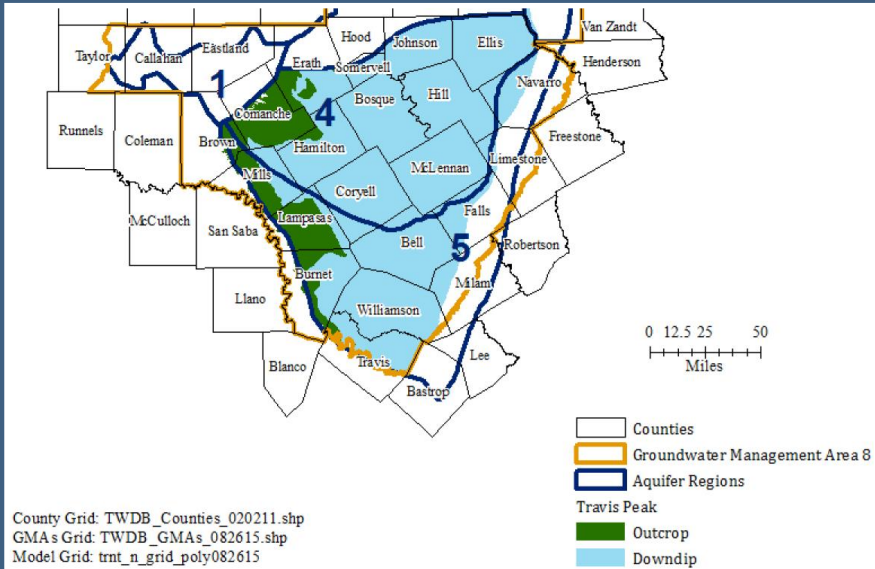 Hood
Johnson
Ellis
Van Zandt
Taylor
Callahan
Eastland
Erath
Somervell
Henderson
Navarro
1
Comanche
4
Bosque
Hill
Runnels
Coleman
Brown
Hamilton
Freestone
Limestone
McLennan
Mills
Coryell
McCulloch
San Saba
Lampasas
Falls
Bell
5
Robertson
Burnet
Milam
Llano
Williamson
Blanco
Travis
Lee
Bastrop
0 12.5 25 50
Miles
Counties
Groundwater Management Area 8
Aquifer Regions
Travis Peak
Outcrop
Downdip
County Grid: TWDB_Counties_020211.shp
GMAs Grid: TWDB_GMAs_082615.shp
Model Grid: trnt_n_grid_poly082615